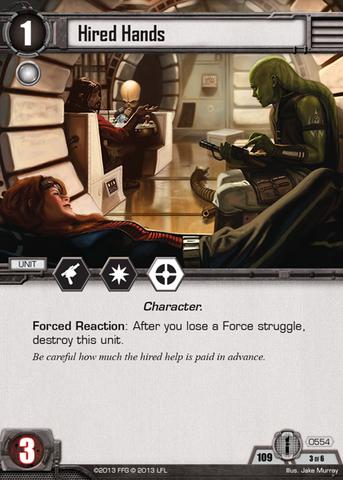 1
Hired Hands
UNIT
Character.
Forced Reaction: After you lose a Force struggle,
destroy this unit.
Be careful how much the hired help is paid in advance.
3
0554
109
3 of 6
©2013 FFG © 2013 LFL
Illus. Jake Murray